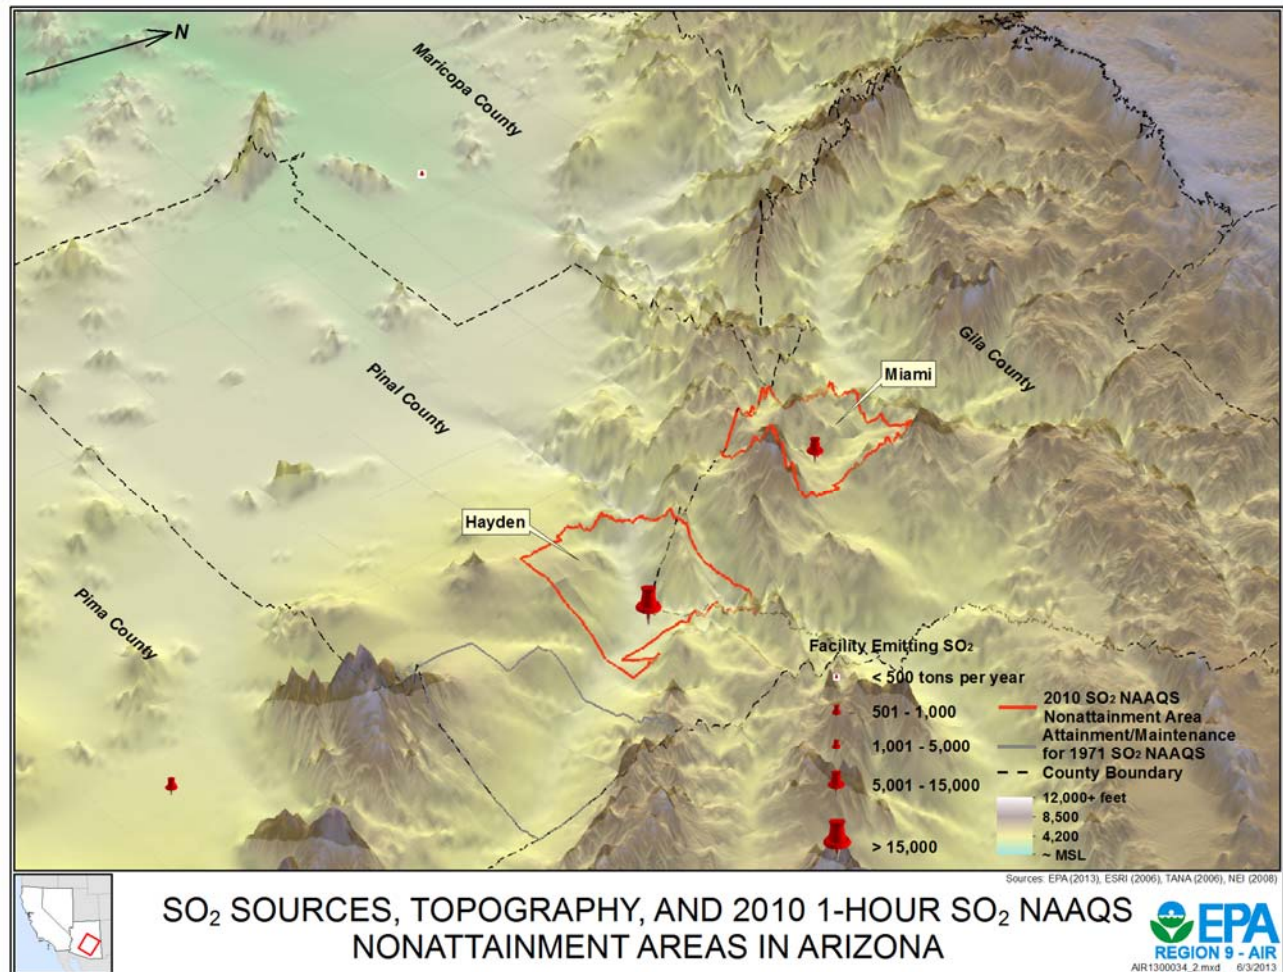 N
Maricopa County
Pinal County
Gila County
Miami
Hayden
Pima County
Facility Emitting SO₂
< 500 tons per year
501 - 1,000
1,001 - 5,000
5,001 - 15,000
> 15,000
2010 SO₂ NAAQS
Nonattainment Area
Attainment/Maintenance
for 1971 SO₂ NAAQS
County Boundary
12,000+ feet
8,500
4,200
~ MSL
Sources: EPA (2013), ESRI (2006), TANA (2006), NEI (2008)
SO₂ SOURCES, TOPOGRAPHY, AND 2010 1-HOUR SO₂ NAAQS
NONATTAINMENT AREAS IN ARIZONA
EPA
REGION 9 - AIR
AIR1300034_2.mxd 6/3/2013